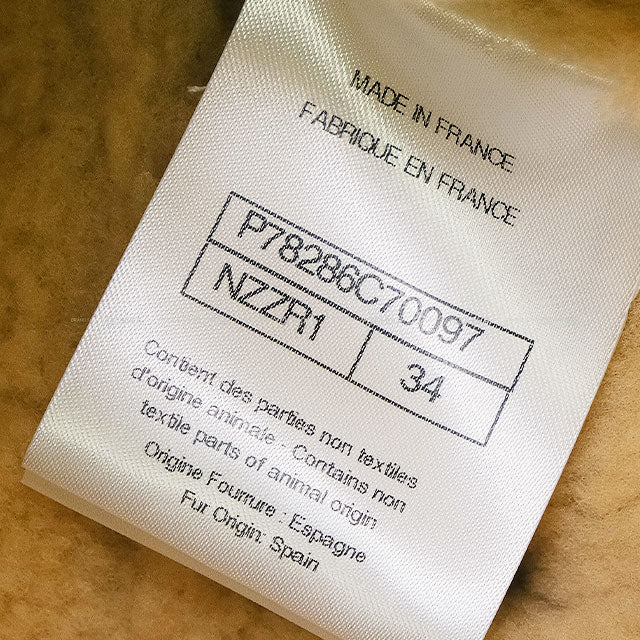 MADE IN FRANCE
FABRIQUE EN FRANCE
P78286C70097
NZZR1 34
Contient des parties non textiles
d'origine animale - Contains non
textile parts of animal origin
Origine Fourrure : Espagne
Fur Origin: Spain